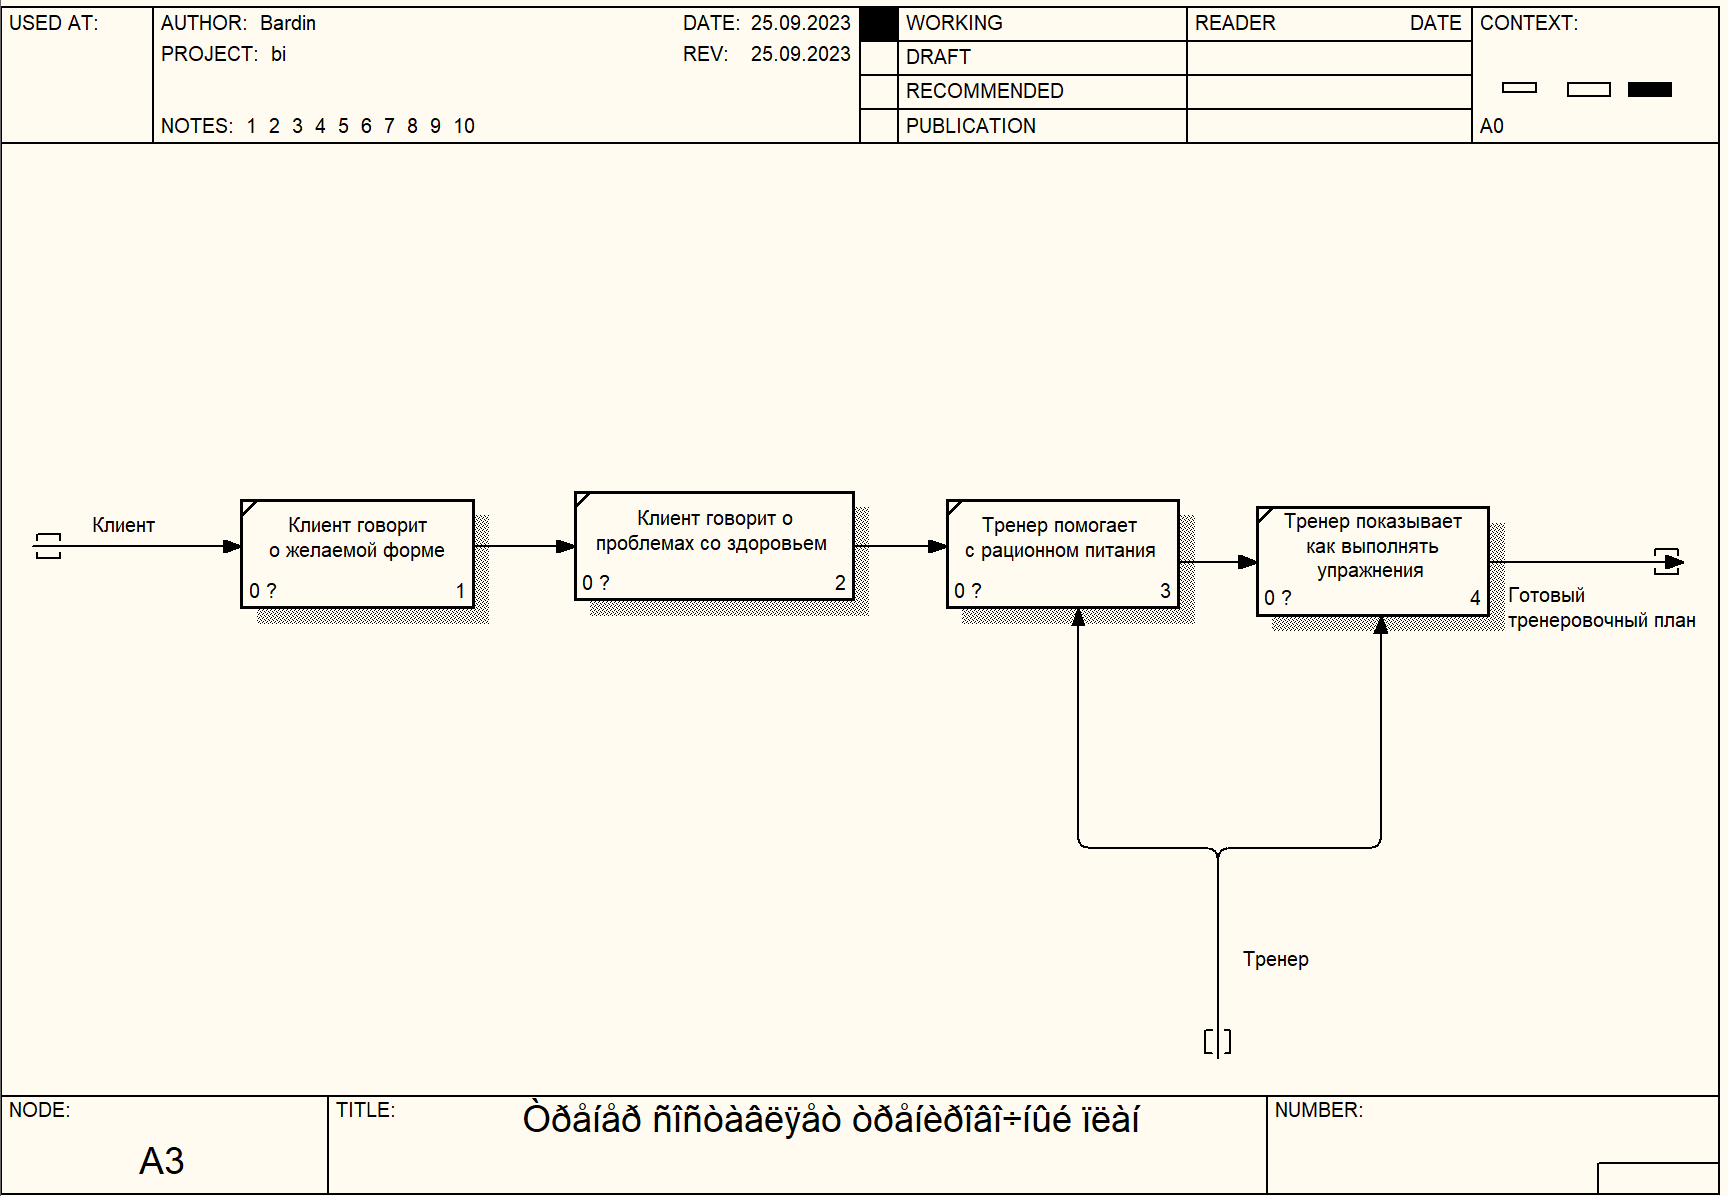 USED AT:
AUTHOR: Bardin
DATE: 25.09.2023
PROJECT: bi
REV: 25.09.2023
NOTES: 1 2 3 4 5 6 7 8 9 10
WORKING
DRAFT
RECOMMENDED
PUBLICATION
READER DATE
CONTEXT:
A0
Клиент
Клиент говорит
о желаемой форме
0 ? 1
Клиент говорит о
проблемах со здоровьем
0 ? 2
Тренер помогает
с рационном питания
0 ? 3
Тренер показывает
как выполнять
упражнения
0 ? 4
Готовый
тренеровочный план
Тренер
NODE:
A3
TITLE:
Òðåíåð ñîñòàâëÿåò òðåíèðîâî÷íûé ïëàí
NUMBER: